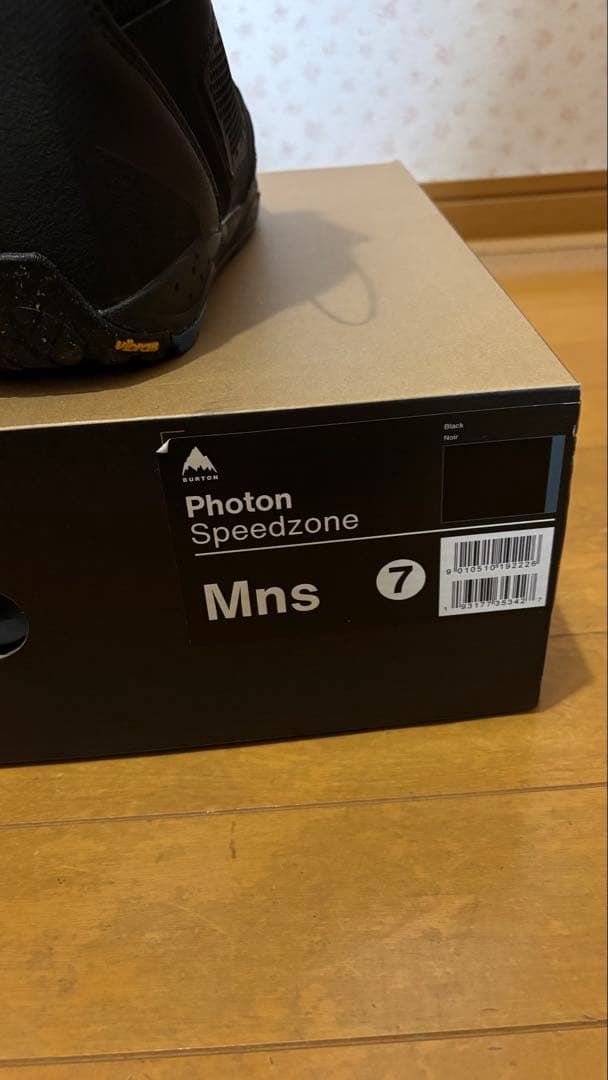 vibram
Black
Noir
BURTON
Photon
Speedzone
Mns
7
9 010510 192226
1 93177 35342 7